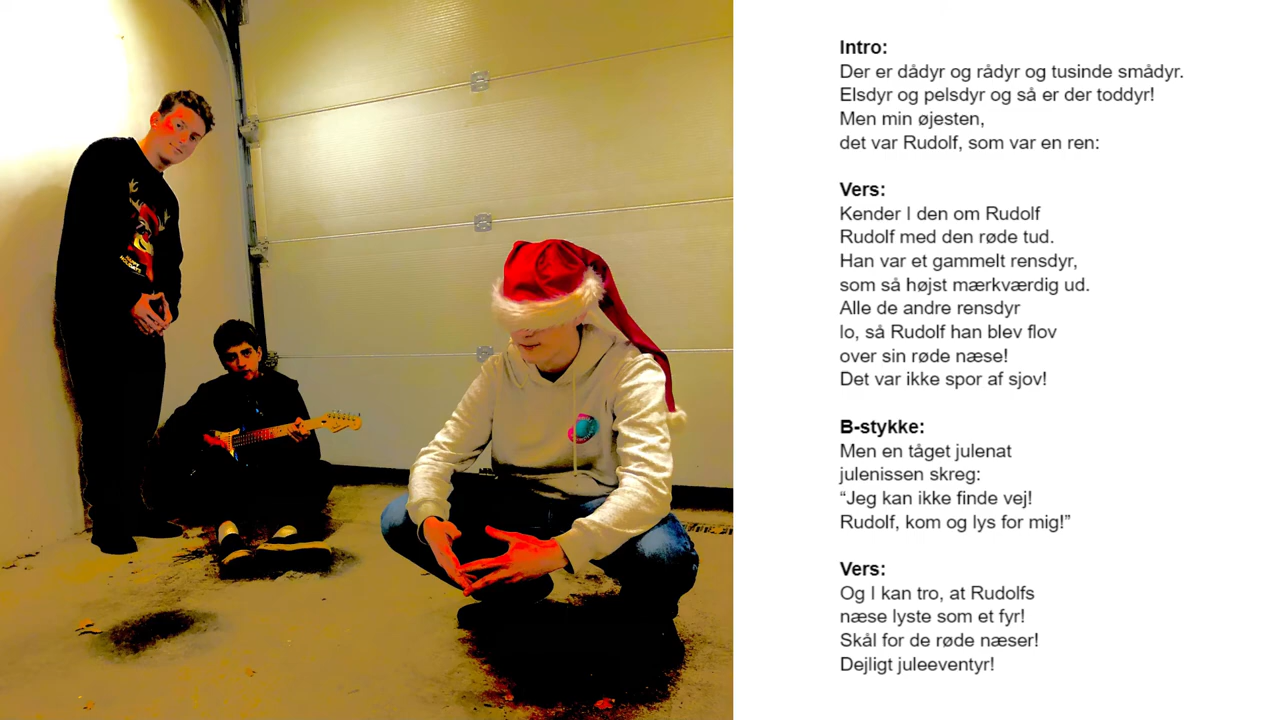 Intro:
Der er dådyr og rådyr og tusinde smådyr.
Elsdyr og pelsdyr og så er der toddyr!
Men min øjesten,
det var Rudolf, som var en ren:
Vers:
Kender I den om Rudolf
Rudolf med den røde tud.
Han var et gammelt rensdyr,
som så højst mærkværdig ud.
Alle de andre rensdyr
lo, så Rudolf han blev flov
over sin røde næse!
Det var ikke spor af sjov!
B-stykke:
Men en tåget julenat
julenissen skreg:
“Jeg kan ikke finde vej!
Rudolf, kom og lys for mig!”
Vers:
Og I kan tro, at Rudolfs
næse lyste som et fyr!
Skål for de røde næser!
Dejligt juleeventyr!
HAPPY
HOLIDAYS